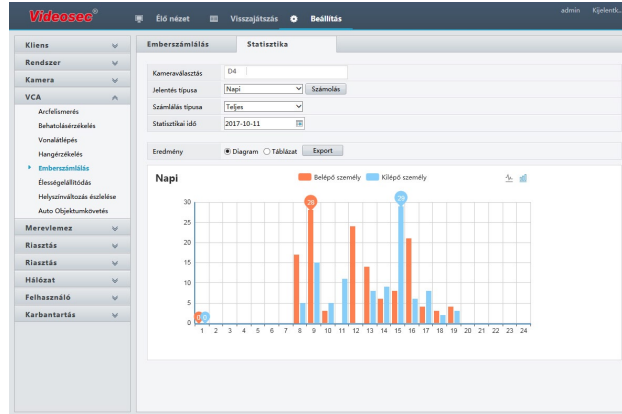 Videosec®
Élő nézet Visszajátszás Beállítás
admin Kijelentk...
Kliens
Rendszer
Kamera
VCA
Arcfelismerés
Behatolásérzékelés
Vonalátlépés
Hangérzékelés
Emberszámlálás
Élességelállítódás
Helyszínváltozás észlelése
Auto Objektumkövetés
Merevlemez
Riasztás
Riasztás
Hálózat
Felhasználó
Karbantartás
Emberszámlálás Statisztika
Kameraválasztás D4
Jelentés típusa Napi Számolás
Számlálás típusa Teljes
Statisztikai idő 2017-10-11
Eredmény Diagram Táblázat Export
Napi
Belépő személy Kilépő személy
30
25
20
15
10
5
0
28
29
0 0
1 2 3 4 5 6 7 8 9 10 11 12 13 14 15 16 17 18 19 20 21 22 23 24